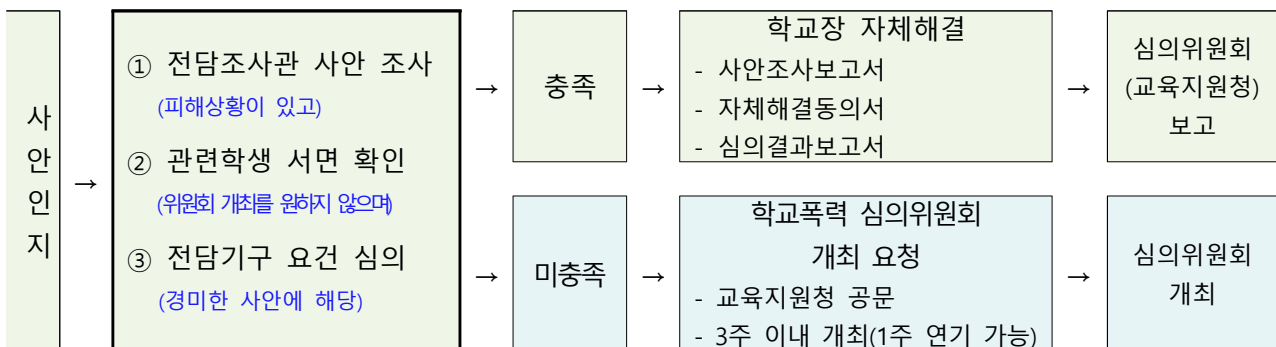 사
안
인
지
→
① 전담조사관 사안 조사
(피해상황이 있고)
② 관련학생 서면 확인
(위원회 개최를 원하지 않으며)
③ 전담기구 요건 심의
(경미한 사안에 해당)
→
충족
→
학교장 자체해결
- 사안조사보고서
- 자체해결동의서
- 심의결과보고서
→
심의위원회
(교육지원청)
보고
→
미충족
→
학교폭력 심의위원회
개최 요청
- 교육지원청 공문
- 3주 이내 개최(1주 연기 가능)
→
심의위원회
개최